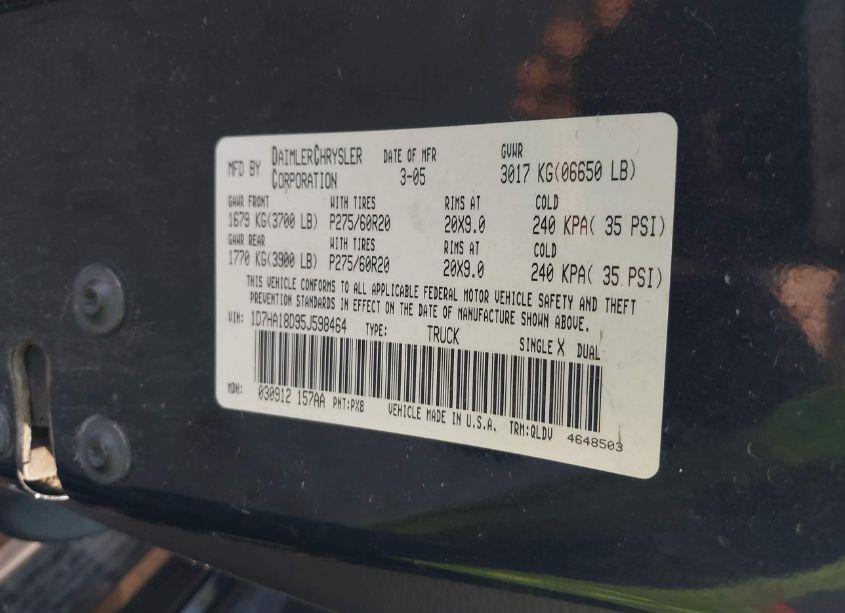 MFD BY DAIMLERCHRYSLER CORPORATION DATE OF MFR 3-05 GVWR 3017 KG(06650 LB)
GAWR FRONT WITH TIRES RIMS AT COLD
1679 KG(3700 LB) P275/60R20 20X9.0 240 KPA( 35 PSI)
GAWR REAR WITH TIRES RIMS AT COLD
1770 KG(3900 LB) P275/60R20 20X9.0 240 KPA( 35 PSI)
THIS VEHICLE CONFORMS TO ALL APPLICABLE FEDERAL MOTOR VEHICLE SAFETY AND THEFT
PREVENTION STANDARDS IN EFFECT ON THE DATE OF MANUFACTURE SHOWN ABOVE.
VIN: 1D7HA18D95J598464 TYPE: TRUCK SINGLE X DUAL
MDH: 030912 157AA PNT:PX8 VEHICLE MADE IN U.S.A. TRM:QLDV 4648503